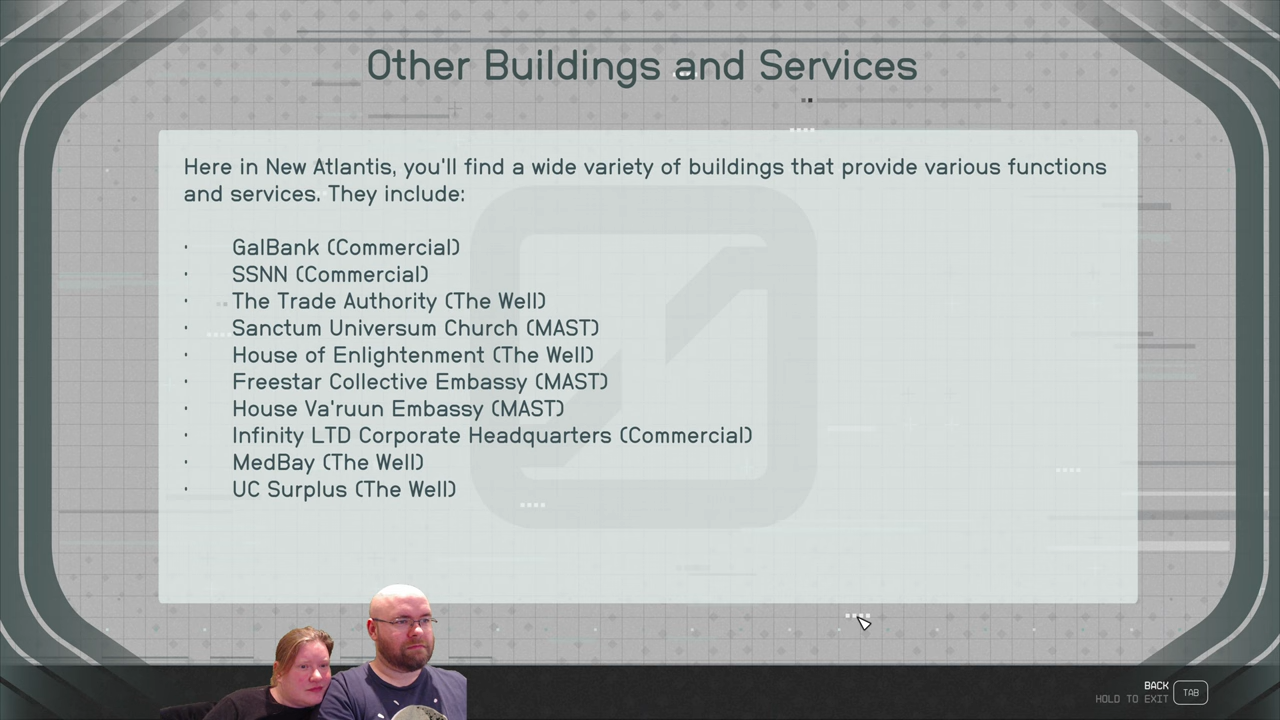 Other Buildings and Services
Here in New Atlantis, you'll find a wide variety of buildings that provide various functions
and services. They include:
· GalBank (Commercial)
· SSNN (Commercial)
· The Trade Authority (The Well)
· Sanctum Universum Church (MAST)
· House of Enlightenment (The Well)
· Freestar Collective Embassy (MAST)
· House Va'ruun Embassy (MAST)
· Infinity LTD Corporate Headquarters (Commercial)
· MedBay (The Well)
· UC Surplus (The Well)
BACK
HOLD TO EXIT TAB